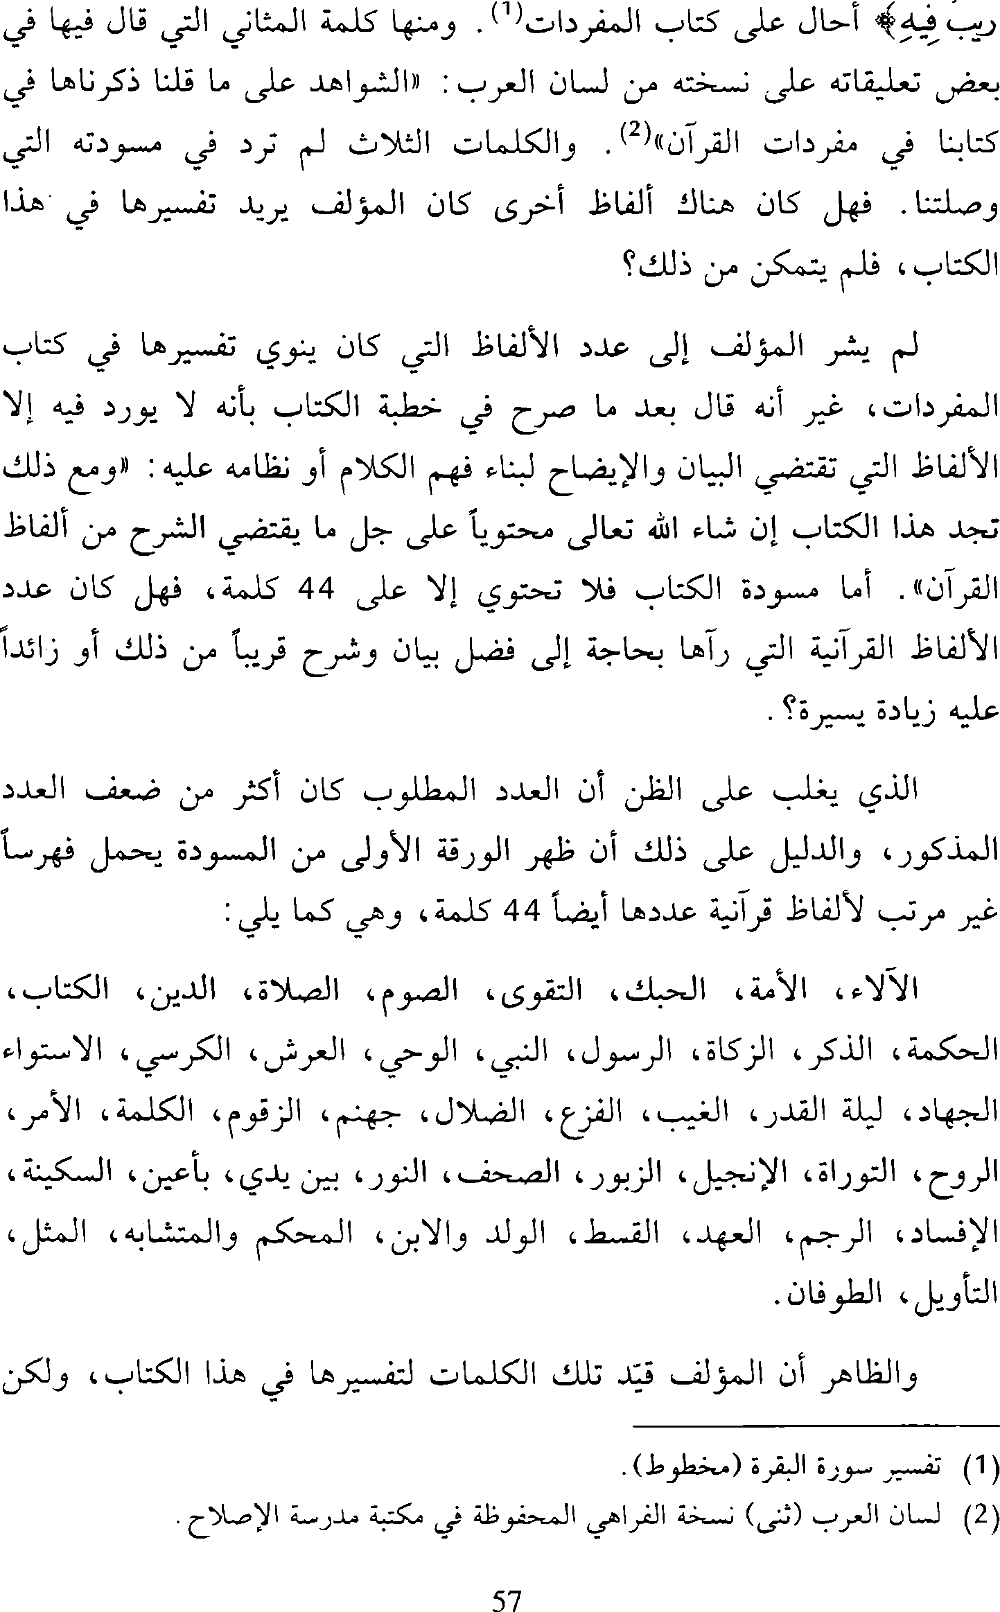 ريب فيه﴾ أحال على كتاب المفردات(1). ومنها كلمة المثاني التي قال فيها في
بعض تعليقاته على نسخته من لسان العرب: «الشواهد على ما قلنا ذكرناها في
كتابنا في مفردات القرآن»(2). والكلمات الثلاث لم ترد في مسودته التي
وصلتنا. فهل كان هناك ألفاظ أخرى كان المؤلف يريد تفسيرها في هذا
الكتاب، فلم يتمكن من ذلك؟
لم يشر المؤلف إلى عدد الألفاظ التي كان ينوي تفسيرها في كتاب
المفردات، غير أنه قال بعد ما صرح في خطبة الكتاب بأنه لا يورد فيه إلا
الألفاظ التي تقتضي البيان والإيضاح لبناء فهم الكلام أو نظامه عليه: «ومع ذلك
تجد هذا الكتاب إن شاء الله تعالى محتوياً على جل ما يقتضي الشرح من ألفاظ
القرآن». أما مسودة الكتاب فلا تحتوي إلا على 44 كلمة، فهل كان عدد
الألفاظ القرآنية التي رآها بحاجة إلى فضل بيان وشرح قريباً من ذلك أو زائداً
عليه زيادة يسيرة؟.
الذي يغلب على الظن أن العدد المطلوب كان أكثر من ضعف العدد
المذكور، والدليل على ذلك أن ظهر الورقة الأولى من المسودة يحمل فهرساً
غير مرتب لألفاظ قرآنية عددها أيضاً 44 كلمة، وهي كما يلي:
الآلاء، الأمة، الحبك، التقوى، الصوم، الصلاة، الدين، الكتاب،
الحكمة، الذكر، الزكاة، الرسول، النبي، الوحي، العرش، الكرسي، الاستواء
الجهاد، ليلة القدر، الغيب، الفزع، الضلال، جهنم، الزقوم، الكلمة، الأمر،
الروح، التوراة، الإنجيل، الزبور، الصحف، النور، بين يدي، بأعين، السكينة،
الإفساد، الرجم، العهد، القسط، الولد والابن، المحكم والمتشابه، المثل،
التأويل، الطوفان.
والظاهر أن المؤلف قيّد تلك الكلمات لتفسيرها في هذا الكتاب، ولكن
(1) تفسير سورة البقرة (مخطوط).
(2) لسان العرب (ثنى) نسخة الفراهي المحفوظة في مكتبة مدرسة الإصلاح.
57